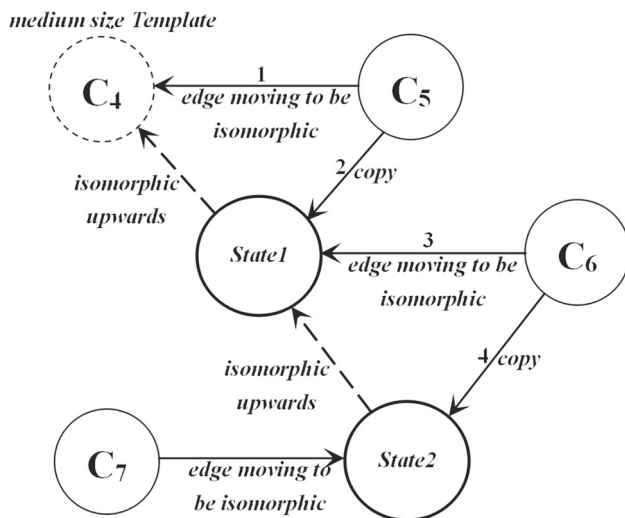 medium size Template
C4
1
edge moving to be
isomorphic
C5
2 copy
isomorphic
upwards
State1
3
edge moving to be
isomorphic
C6
4 copy
isomorphic
upwards
C7
edge moving to
be isomorphic
State2